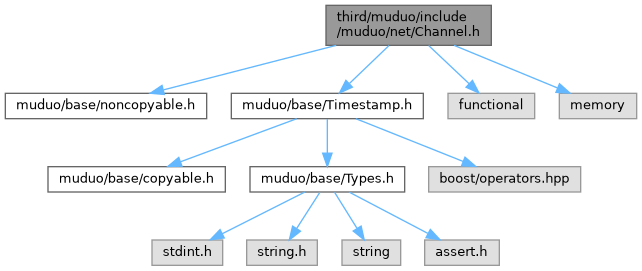 third/muduo/include
/muduo/net/Channel.h
muduo/base/noncopyable.h
muduo/base/Timestamp.h
functional
memory
muduo/base/copyable.h
muduo/base/Types.h
boost/operators.hpp
stdint.h
string.h
string
assert.h